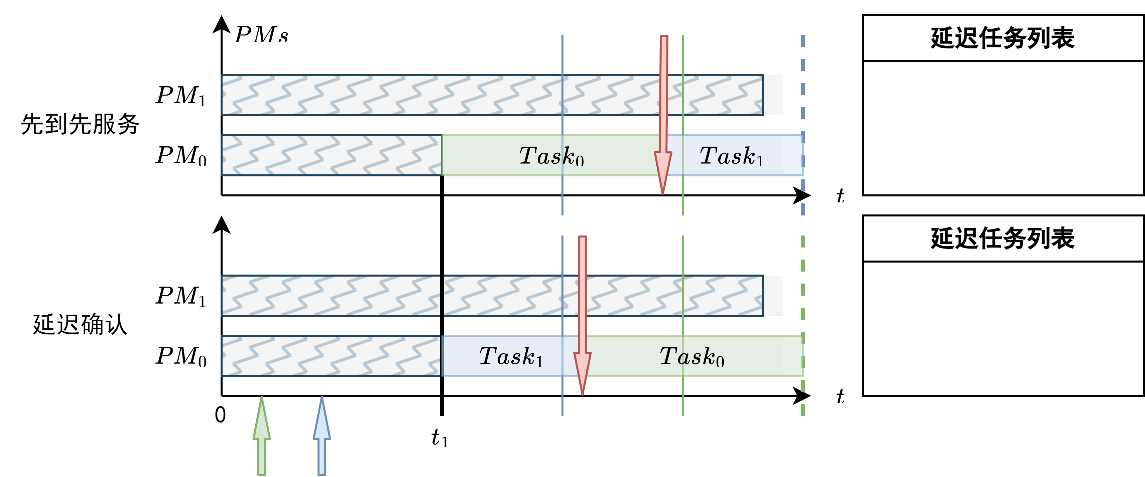 PMs
延迟任务列表
PM₁
先到先服务
PM₀
Task₀
Task₁
t
延迟任务列表
PM₁
延迟确认
PM₀
Task₁
Task₀
t
0
t₁